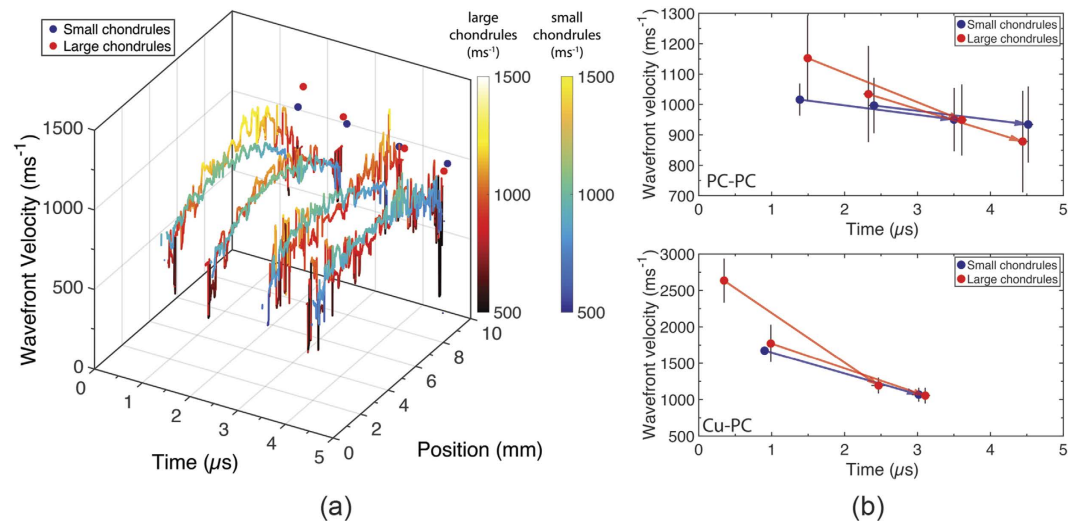 Small chondrules
Large chondrules
large
chondrules
(ms⁻¹)
small
chondrules
(ms⁻¹)
1500
1000
500
1500
1000
500
Wavefront Velocity (ms⁻¹)
1500
1000
500
0
0
1
2
3
4
5
Time (µs)
0
2
4
6
8
10
Position (mm)
(a)
Wavefront velocity (ms⁻¹)
1300
1200
1100
1000
900
800
700
Small chondrules
Large chondrules
PC-PC
0
1
2
3
4
5
Time (µs)
Wavefront velocity (ms⁻¹)
3000
2500
2000
1500
1000
500
Small chondrules
Large chondrules
Cu-PC
0
1
2
3
4
5
Time (µs)
(b)